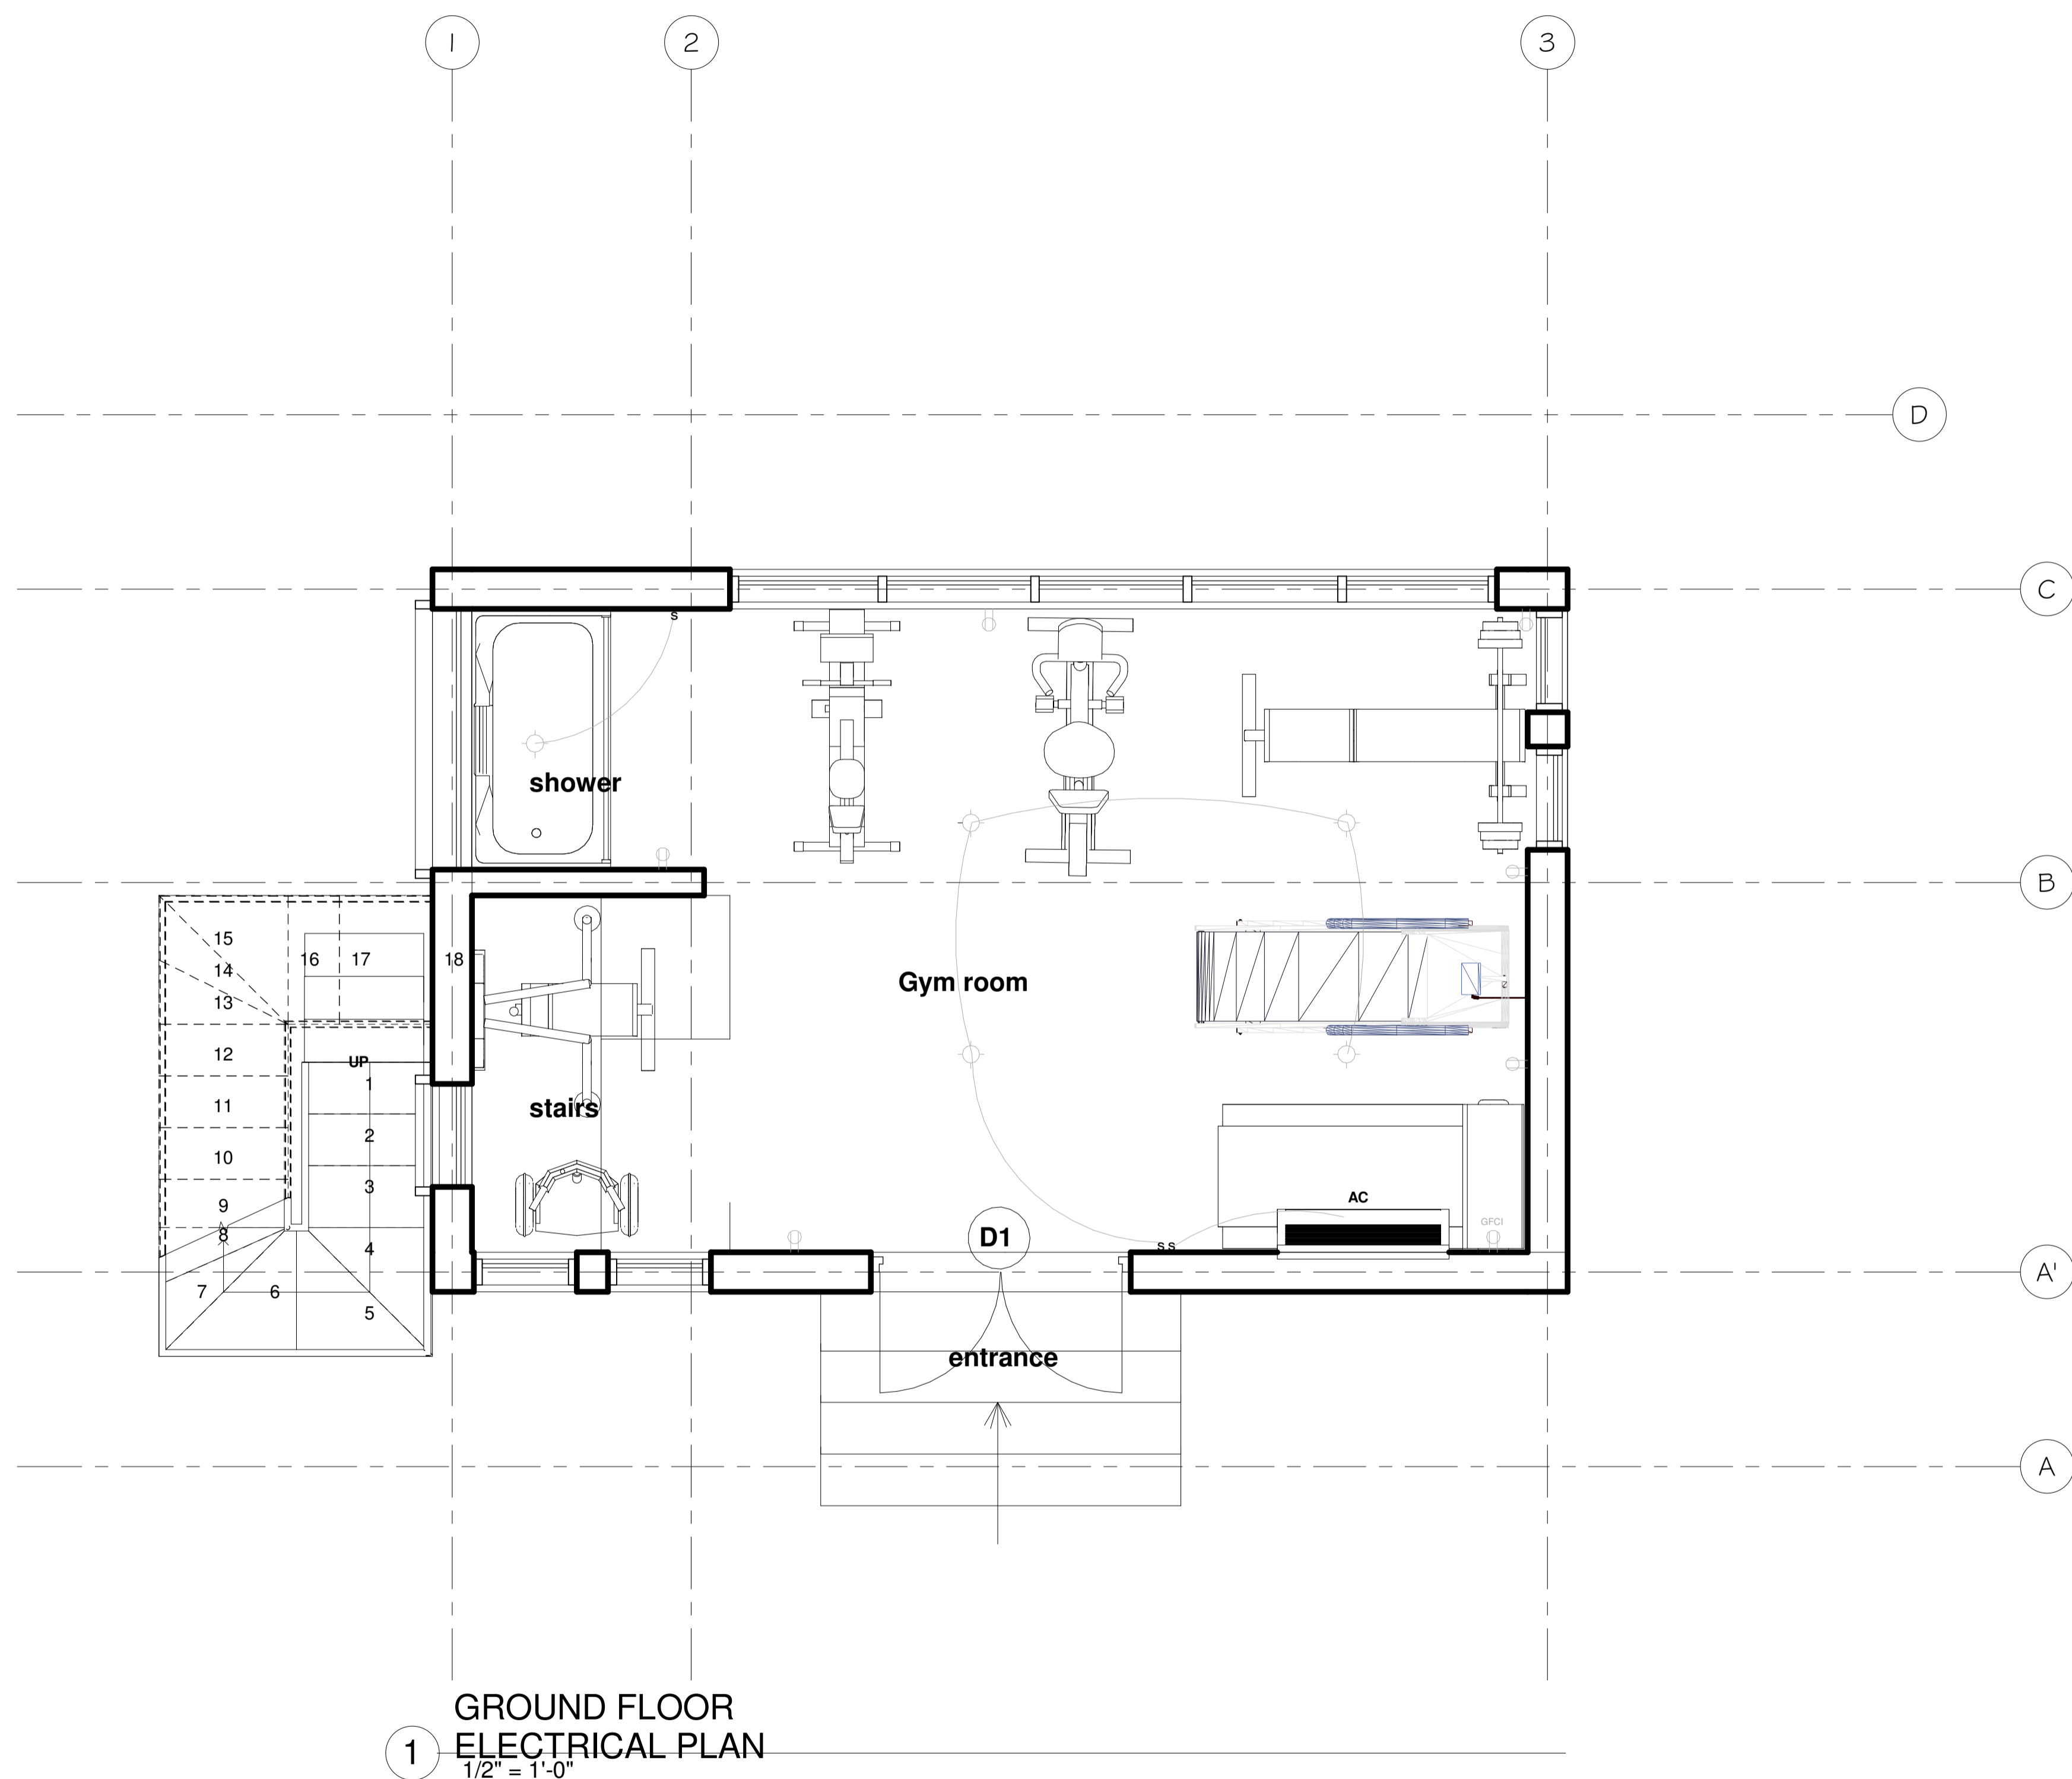 1
2
3
D
C
S
shower
B
15
16
17
18
14
Gym room
13
12
UP
1
11
stairs
2
10
3
AC
9
GFCI
8
D1
S S
4
7
6
A'
5
entrance
A
GROUND FLOOR
1
ELECTRICAL PLAN
1/2" = 1'-0"